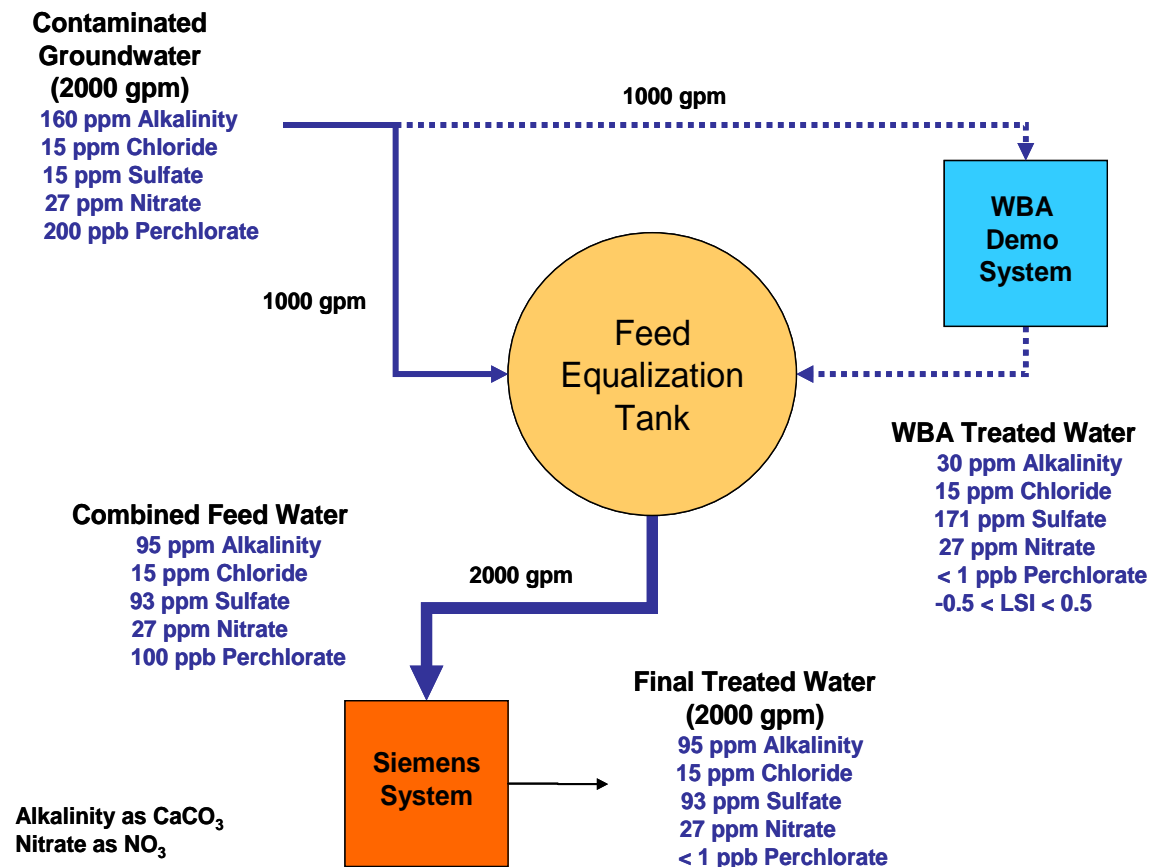 Contaminated
Groundwater
(2000 gpm)
160 ppm Alkalinity
15 ppm Chloride
15 ppm Sulfate
27 ppm Nitrate
200 ppb Perchlorate
1000 gpm
WBA
Demo
System
1000 gpm
Feed
Equalization
Tank
WBA Treated Water
30 ppm Alkalinity
15 ppm Chloride
171 ppm Sulfate
27 ppm Nitrate
< 1 ppb Perchlorate
-0.5 < LSI < 0.5
Combined Feed Water
95 ppm Alkalinity
15 ppm Chloride
93 ppm Sulfate
27 ppm Nitrate
100 ppb Perchlorate
2000 gpm
Siemens
System
Final Treated Water
(2000 gpm)
95 ppm Alkalinity
15 ppm Chloride
93 ppm Sulfate
27 ppm Nitrate
< 1 ppb Perchlorate
Alkalinity as CaCO₃
Nitrate as NO₃